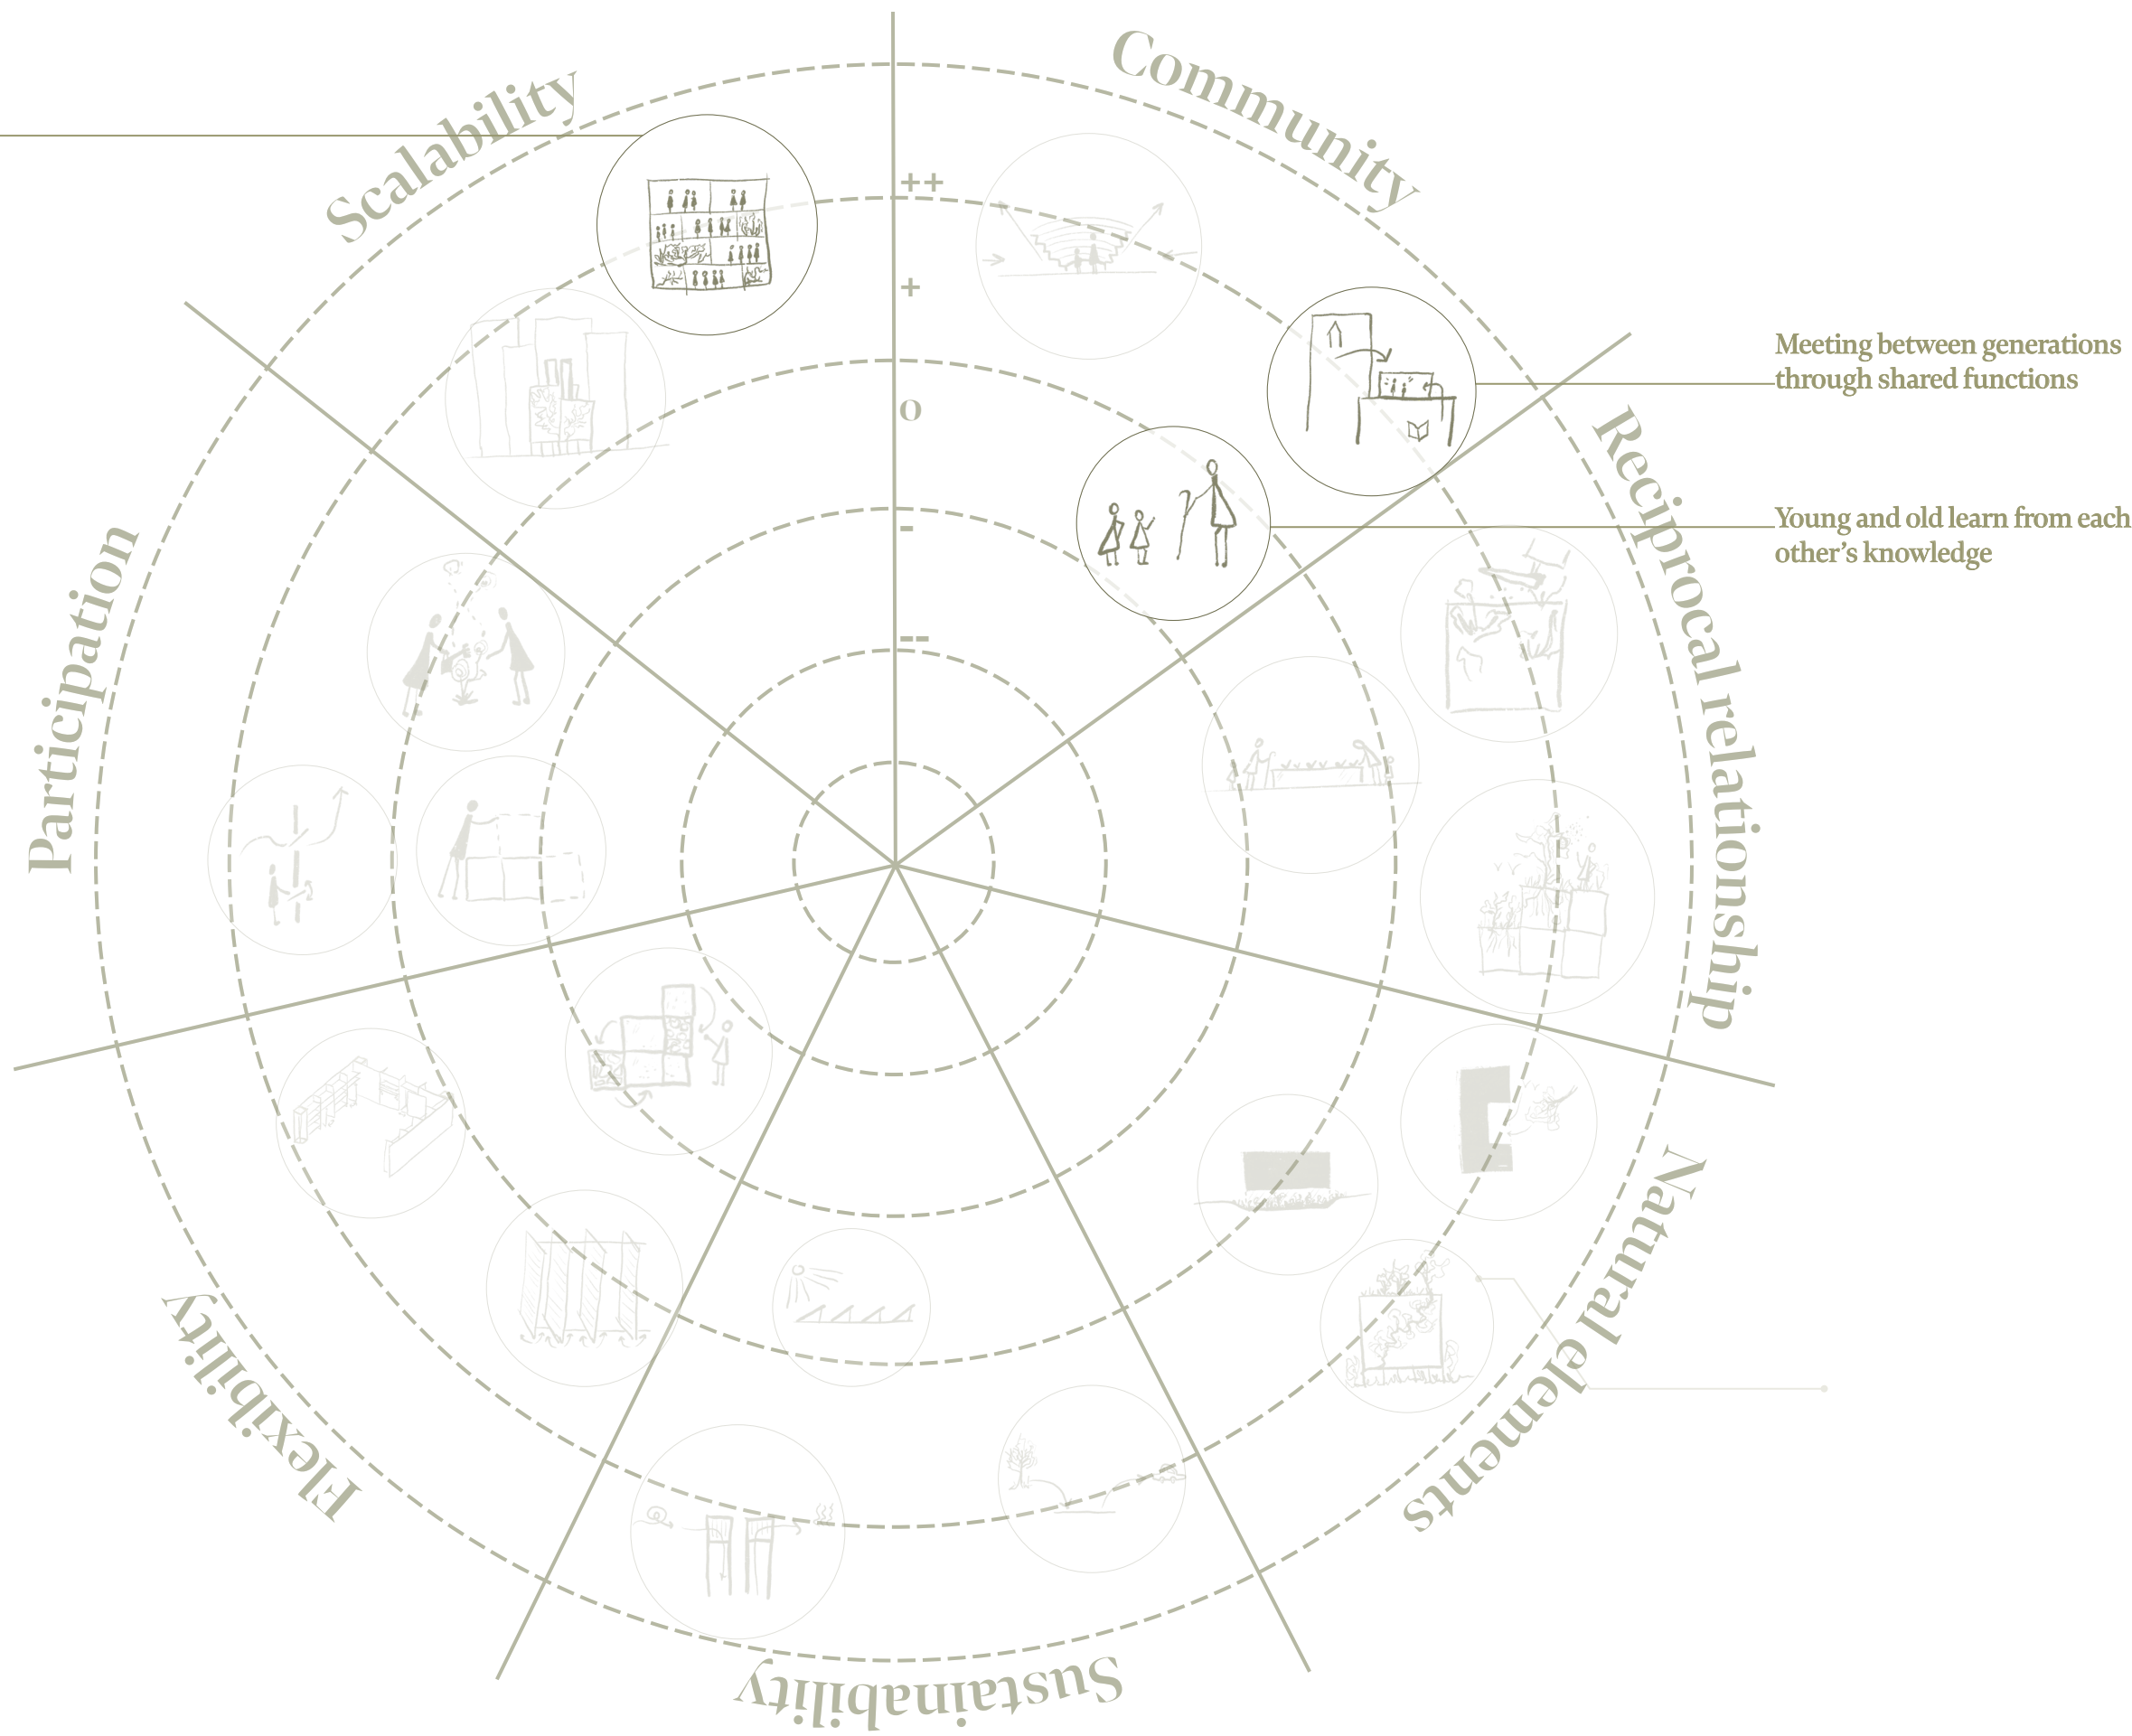 Community
Scalability
++
+
Meeting between generations
through shared functions
o
Reciprocal relationship
-
Young and old learn from each
other’s knowledge
Participation
--
Natural elements
Flexibility
Sustainability